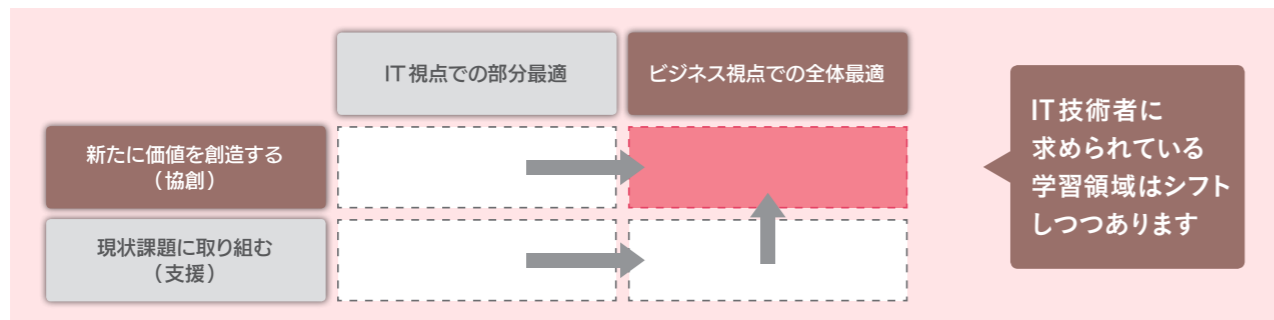 IT視点での部分最適
ビジネス視点での全体最適
新たに価値を創造する
（協創）
現状課題に取り組む
（支援）
IT技術者に
求められている
学習領域はシフト
しつつあります